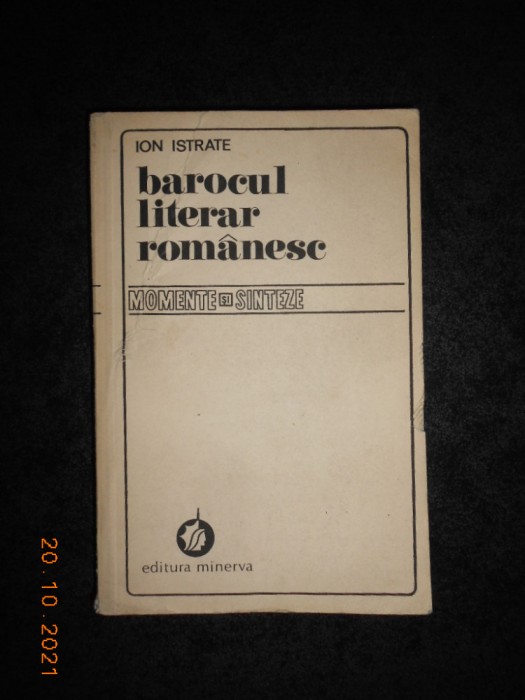 ION ISTRATE
barocul
literar
românesc
MOMENTE ȘI SINTEZE
editura minerva
20.10.2021